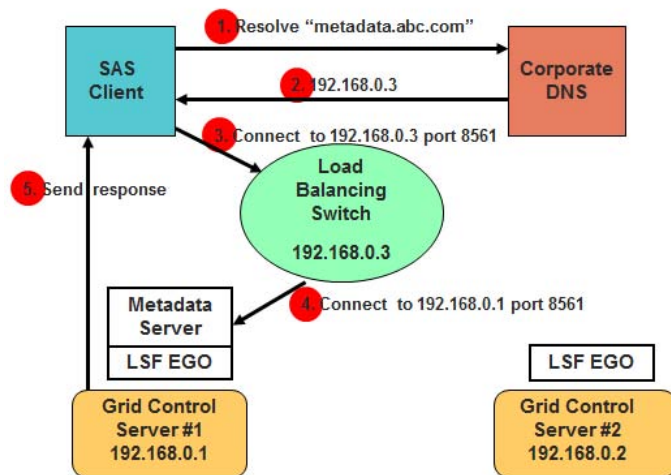 1. Resolve “metadata.abc.com”
SAS
Client
Corporate
DNS
2. 192.168.0.3
3. Connect to 192.168.0.3 port 8561
5. Send response
Load
Balancing
Switch
192.168.0.3
4. Connect to 192.168.0.1 port 8561
Metadata
Server
LSF EGO
LSF EGO
Grid Control
Server #1
192.168.0.1
Grid Control
Server #2
192.168.0.2